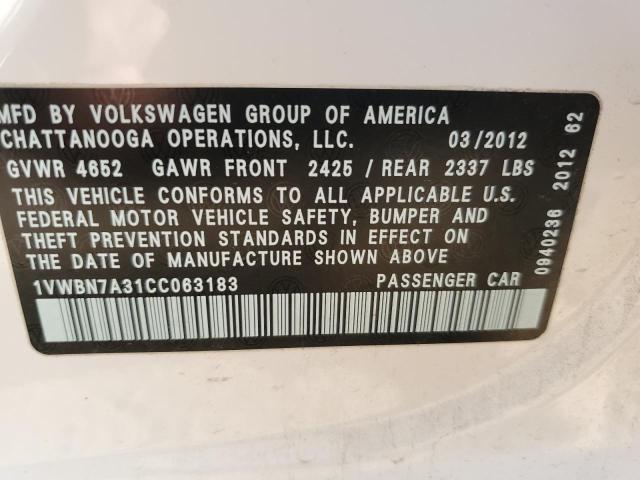 MFD BY VOLKSWAGEN GROUP OF AMERICA
CHATTANOOGA OPERATIONS, LLC. 03/2012
GVWR 4652 GAWR FRONT 2425 / REAR 2337 LBS
THIS VEHICLE CONFORMS TO ALL APPLICABLE U.S.
FEDERAL MOTOR VEHICLE SAFETY, BUMPER AND
THEFT PREVENTION STANDARDS IN EFFECT ON
THE DATE OF MANUFACTURE SHOWN ABOVE
1VWBN7A31CC063183 PASSENGER CAR
0940236 2012 62